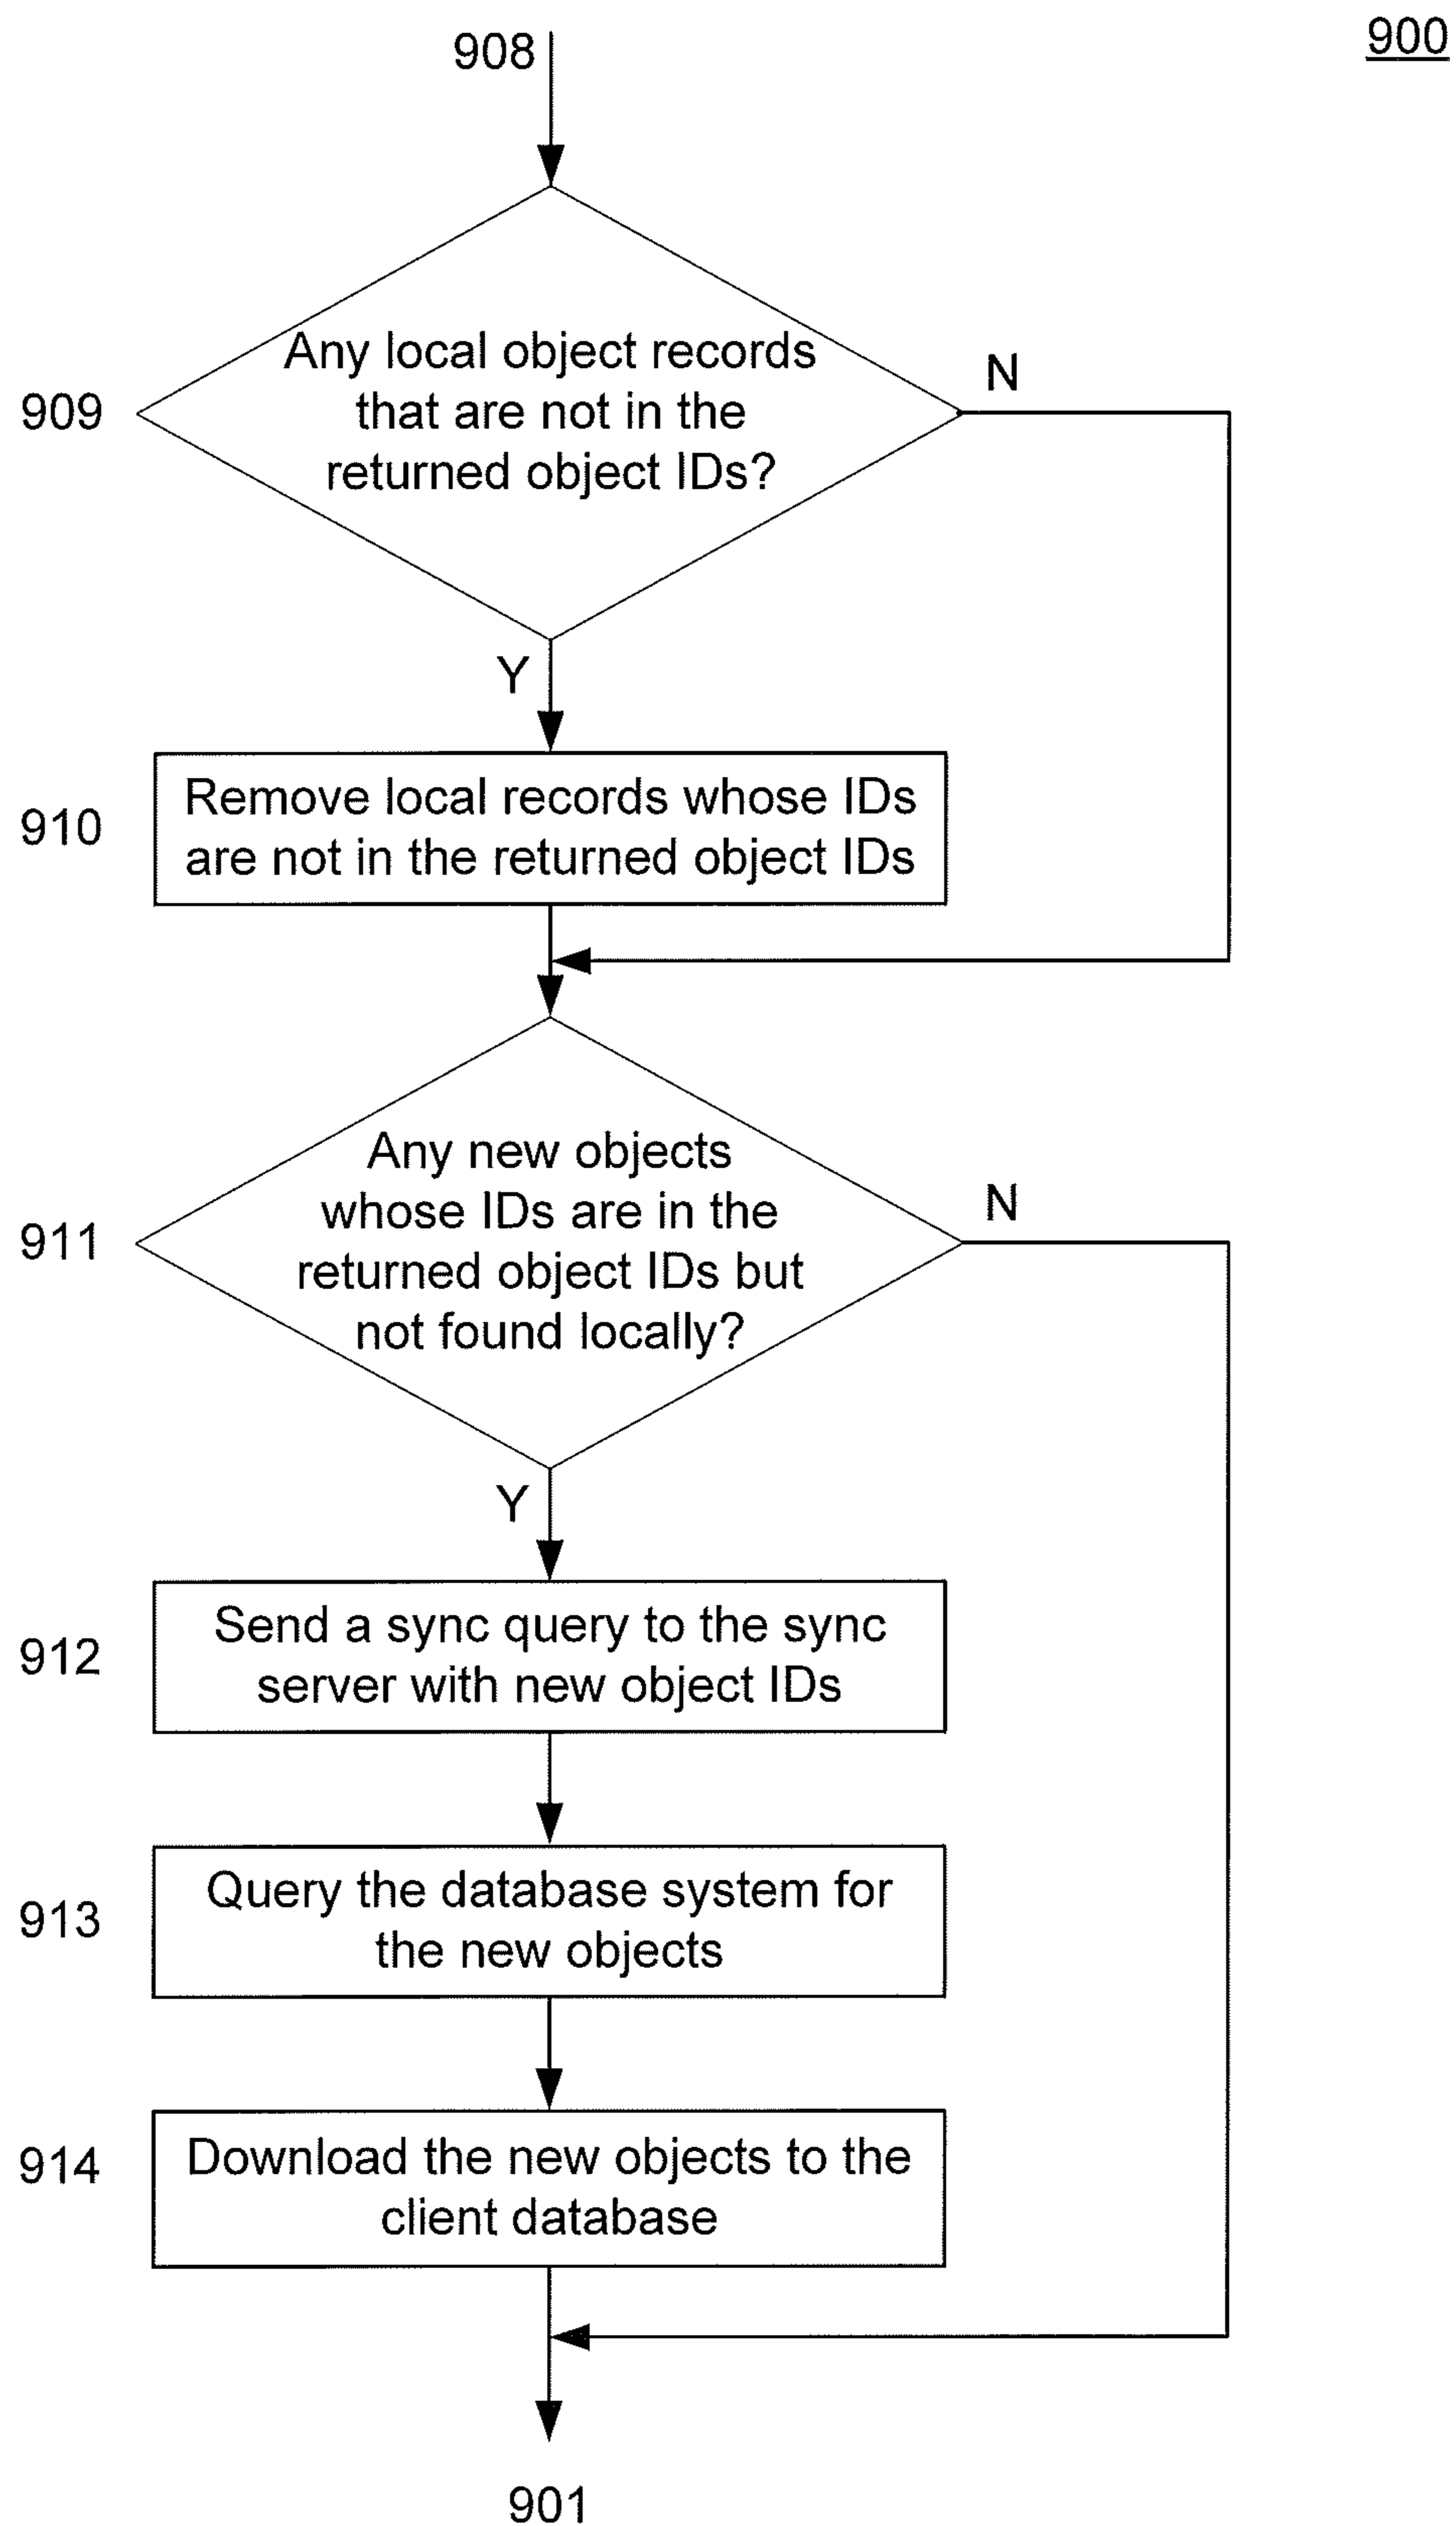 900
908
909
Any local object records
that are not in the
returned object IDs?
N
Y
910
Remove local records whose IDs
are not in the returned object IDs
911
Any new objects
whose IDs are in the
returned object IDs but
not found locally?
N
Y
912
Send a sync query to the sync
server with new object IDs
913
Query the database system for
the new objects
914
Download the new objects to the
client database
901